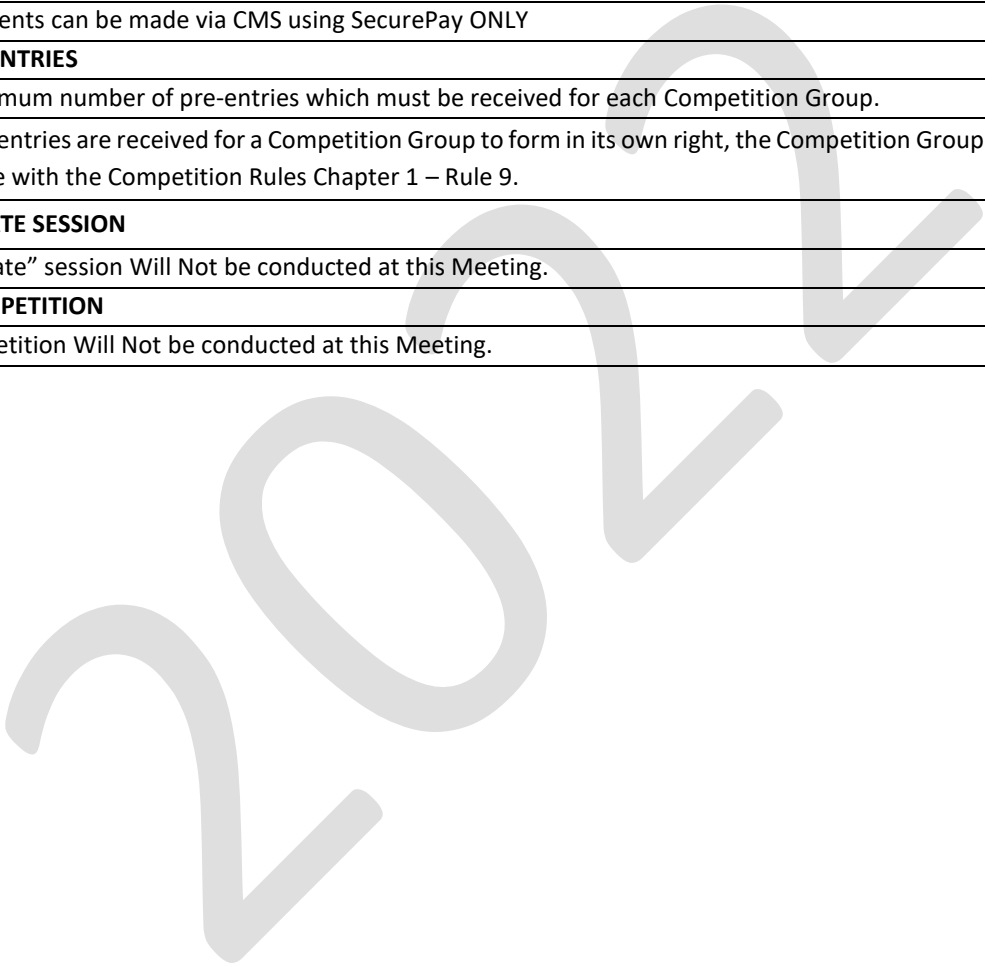 ents can be made via CMS using SecurePay ONLY
NTRIES
mum number of pre-entries which must be received for each Competition Group.
entries are received for a Competition Group to form in its own right, the Competition Group
e with the Competition Rules Chapter 1 – Rule 9.
TE SESSION
ate” session Will Not be conducted at this Meeting.
PETITION
etition Will Not be conducted at this Meeting.
2022